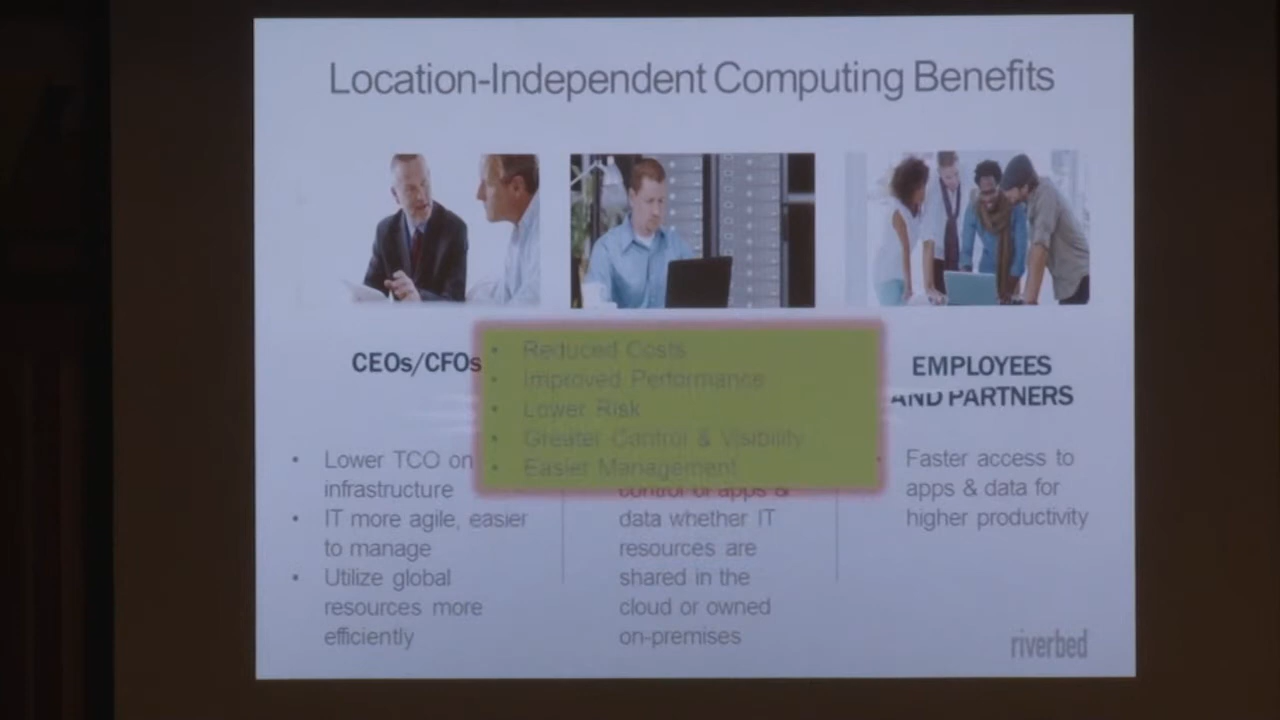 Location-Independent Computing Benefits
CEOs/CFOs
• Lower TCO on
infrastructure
• IT more agile, easier
to manage
• Utilize global
resources more
efficiently
• Reduced Costs
• Improved Performance
• Lower Risk
• Greater Control & Visibility
• Easier Management
control of apps &
data whether IT
resources are
shared in the
cloud or owned
on-premises
EMPLOYEES
AND PARTNERS
• Faster access to
apps & data for
higher productivity
riverbed